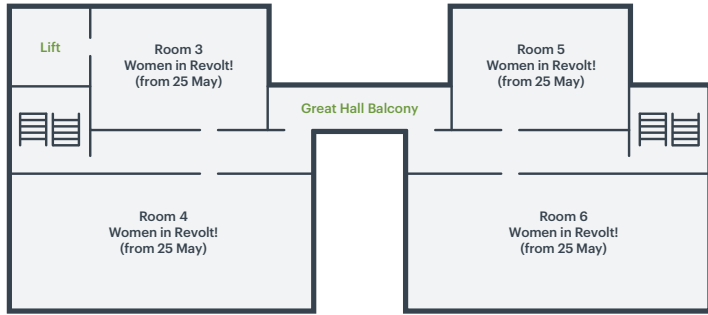 Lift
Room 3
Women in Revolt!
(from 25 May)
Room 5
Women in Revolt!
(from 25 May)
Great Hall Balcony
Room 4
Women in Revolt!
(from 25 May)
Room 6
Women in Revolt!
(from 25 May)